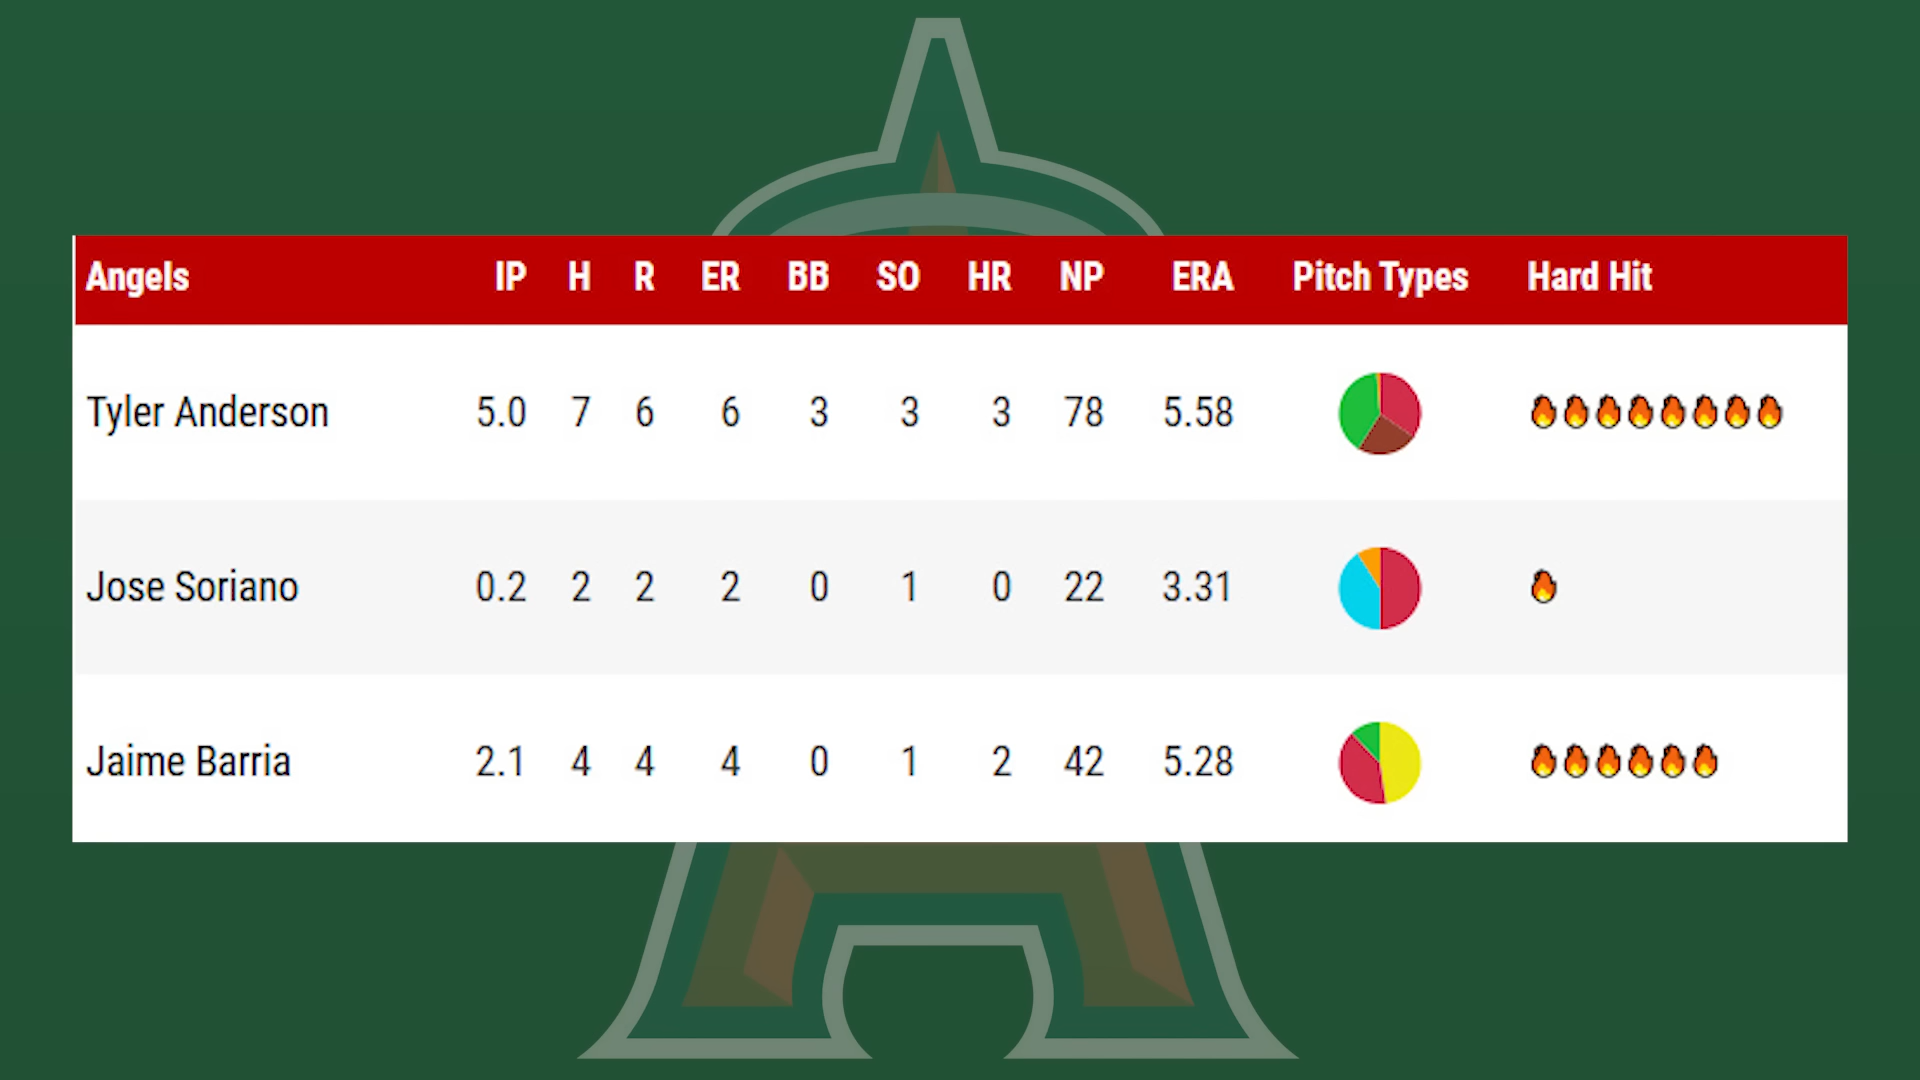 Angels IP H R ER BB SO HR NP ERA Pitch Types Hard Hit
Tyler Anderson 5.0 7 6 6 3 3 3 78 5.58
Jose Soriano 0.2 2 2 2 0 1 0 22 3.31
Jaime Barria 2.1 4 4 4 0 1 2 42 5.28